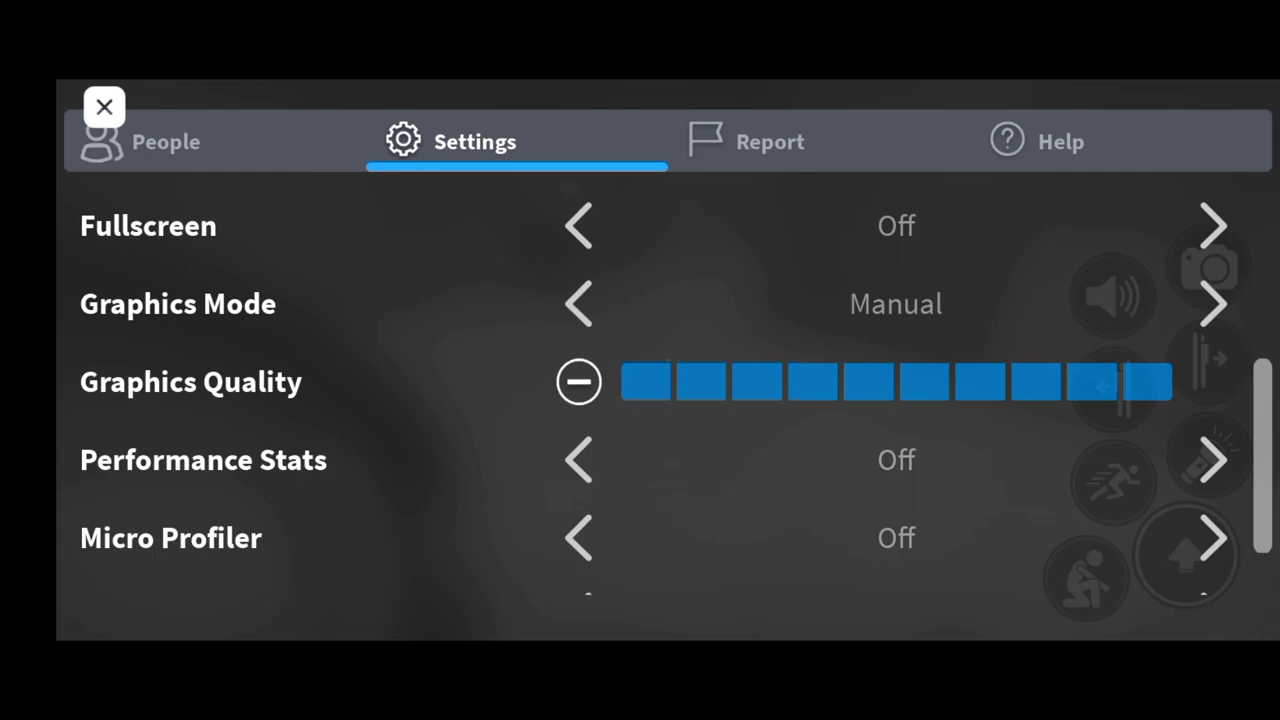 People
Settings
Report
Help
Fullscreen
Off
Graphics Mode
Manual
Graphics Quality
Performance Stats
Off
Micro Profiler
Off